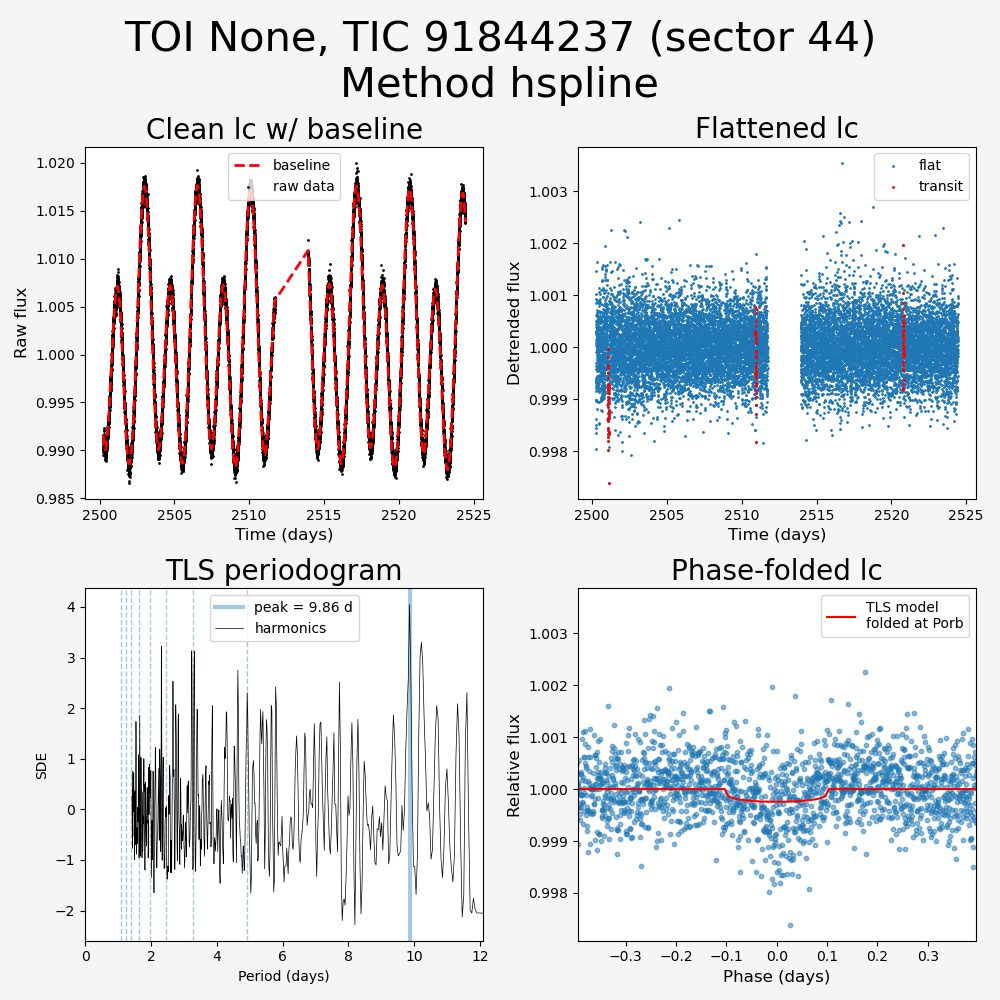 TOI None, TIC 91844237 (sector 44)
Method hspline
Clean lc w/ baseline
baseline
raw data
1.020
1.015
1.010
1.005
1.000
0.995
0.990
0.985
Raw flux
2500
2505
2510
2515
2520
2525
Time (days)
Flattened lc
flat
transit
1.003
1.002
1.001
1.000
0.999
0.998
Detrended flux
2500
2505
2510
2515
2520
2525
Time (days)
TLS periodogram
peak = 9.86 d
harmonics
4
3
2
1
0
−1
−2
SDE
0
2
4
6
8
10
12
Period (days)
Phase-folded lc
TLS model
folded at Porb
1.003
1.002
1.001
1.000
0.999
0.998
Relative flux
−0.3
−0.2
−0.1
0.0
0.1
0.2
0.3
Phase (days)